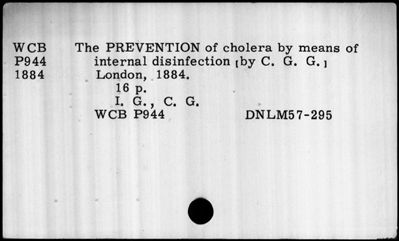 WCB The PREVENTION of cholera by means of
P944 internal disinfection [by C. G. G.]
1884 London, 1884.
16 p.
I. G., C. G.
WCB P944 DNLM57-295